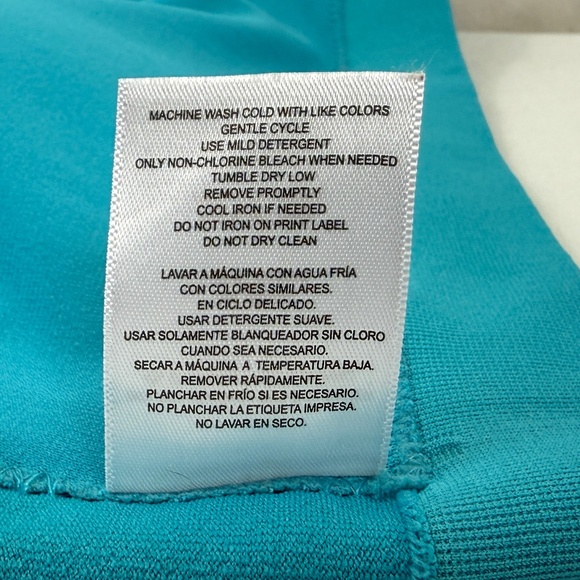 MACHINE WASH COLD WITH LIKE COLORS
GENTLE CYCLE
USE MILD DETERGENT
ONLY NON-CHLORINE BLEACH WHEN NEEDED
TUMBLE DRY LOW
REMOVE PROMPTLY
COOL IRON IF NEEDED
DO NOT IRON ON PRINT LABEL
DO NOT DRY CLEAN
LAVAR A MÁQUINA CON AGUA FRÍA
CON COLORES SIMILARES.
EN CICLO DELICADO.
USAR DETERGENTE SUAVE.
USAR SOLAMENTE BLANQUEADOR SIN CLORO
CUANDO SEA NECESARIO.
SECAR A MÁQUINA A TEMPERATURA BAJA.
REMOVER RÁPIDAMENTE.
PLANCHAR EN FRÍO SI ES NECESARIO.
NO PLANCHAR LA ETIQUETA IMPRESA.
NO LAVAR EN SECO.